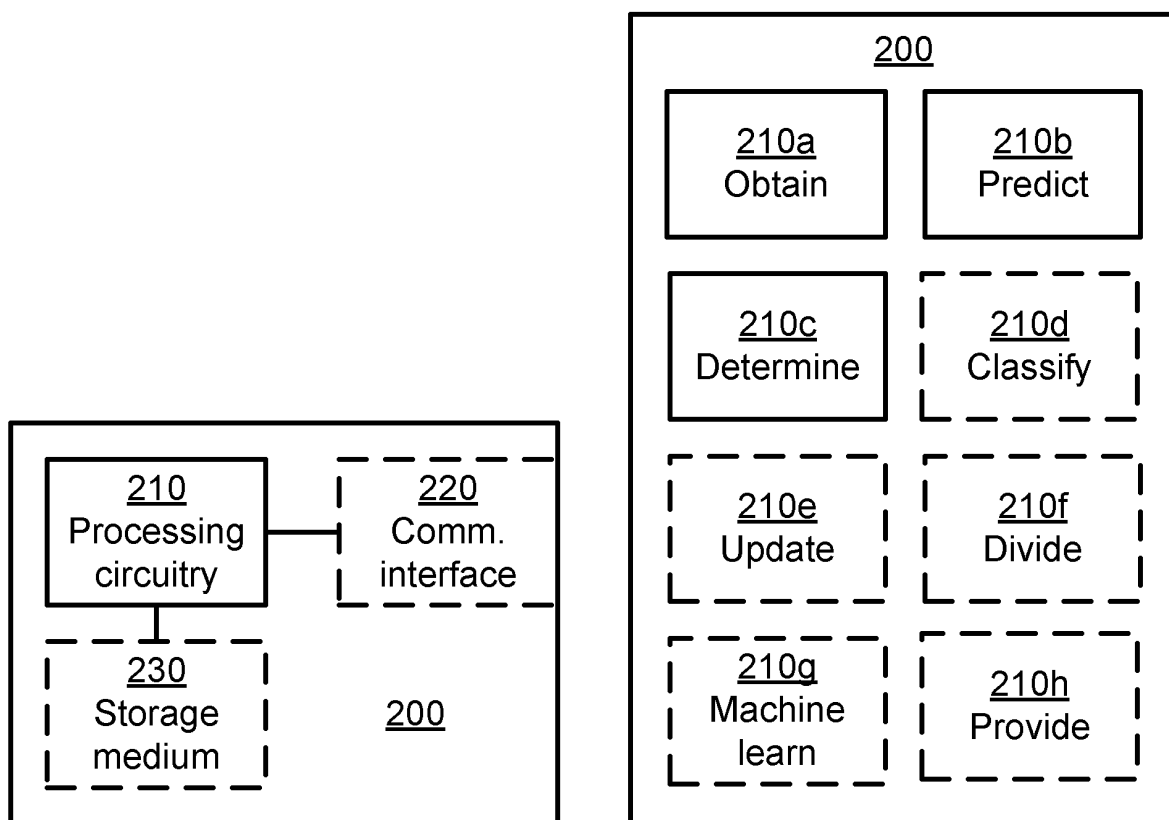 210
Processing
circuitry
220
Comm.
interface
230
Storage
medium
200
200
210a
Obtain
210b
Predict
210c
Determine
210d
Classify
210e
Update
210f
Divide
210g
Machine
learn
210h
Provide